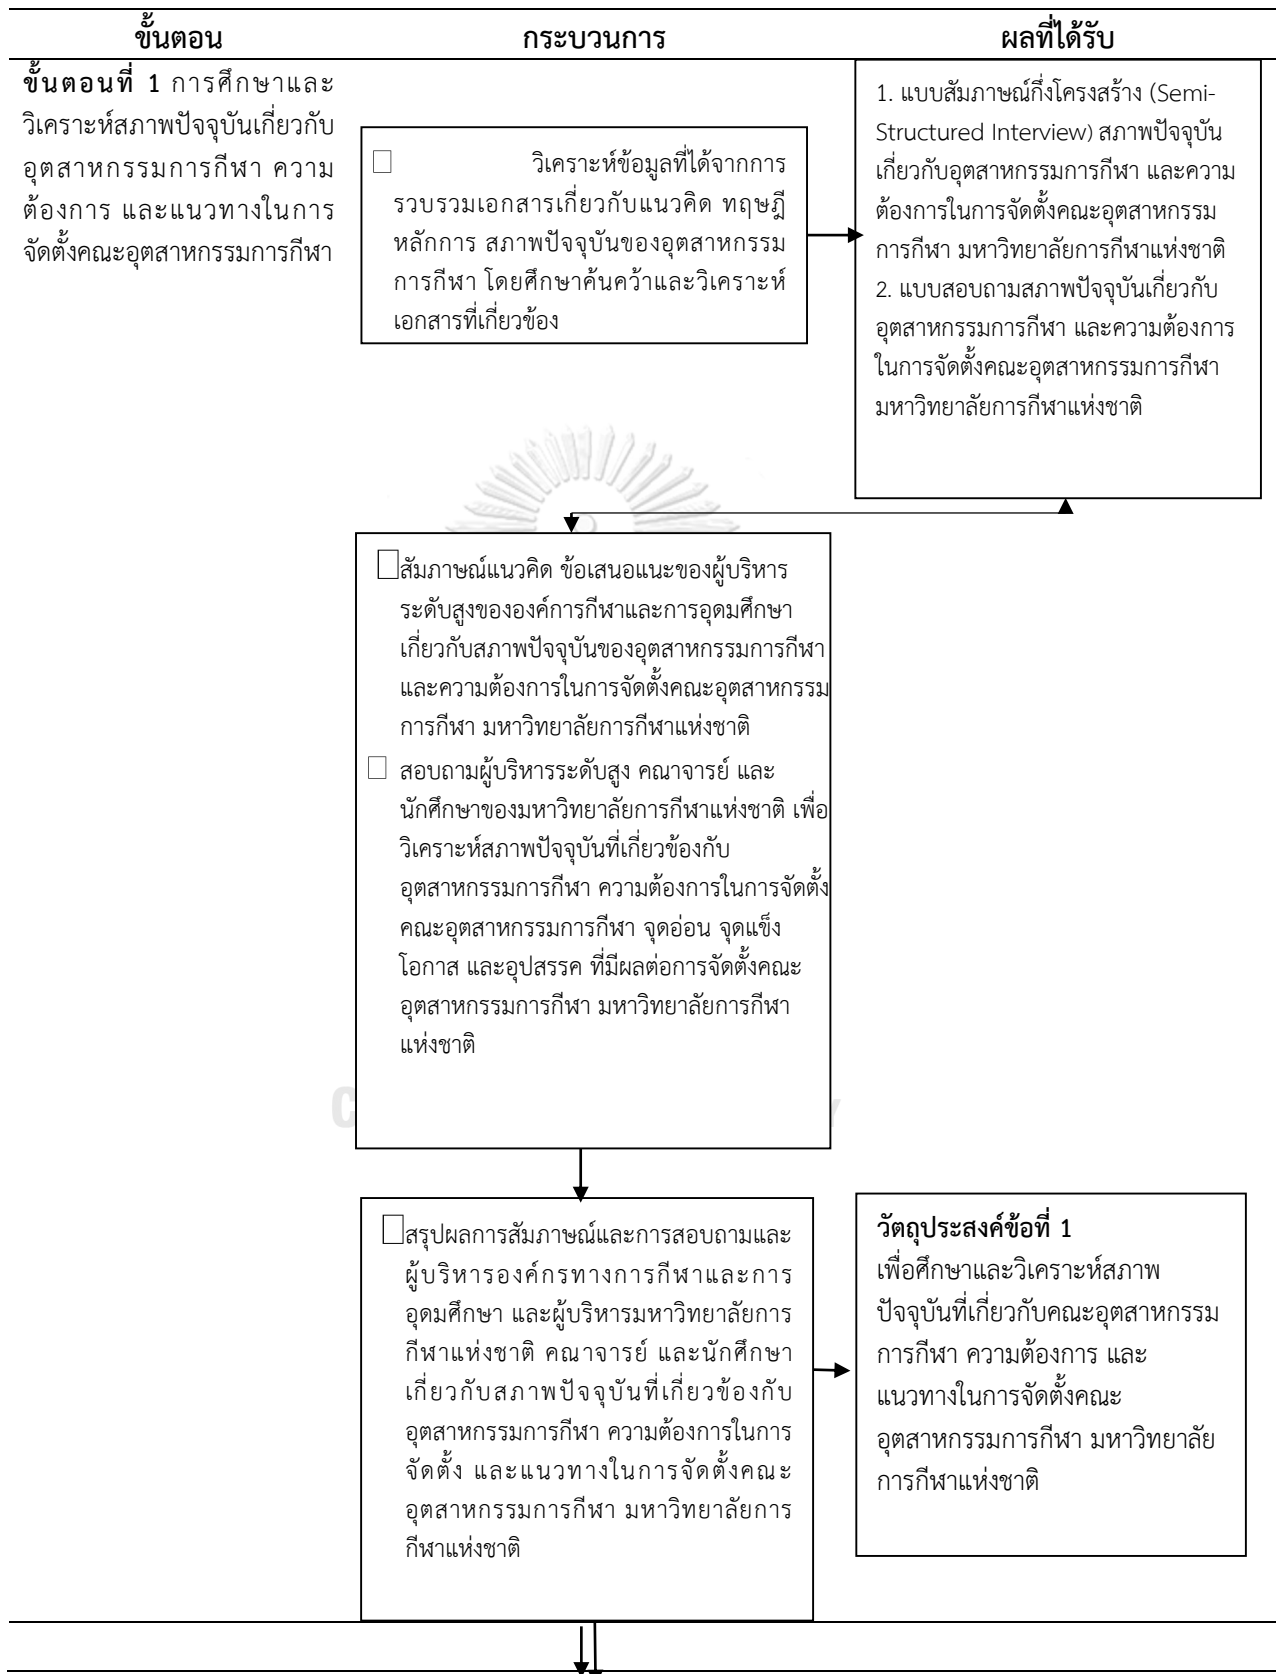 ขั้นตอน กระบวนการ ผลที่ได้รับ
ขั้นตอนที่ 1 การศึกษาและ
วิเคราะห์สภาพปัจจุบันเกี่ยวกับ
อุตสาหกรรมการกีฬา ความ
ต้องการ และแนวทางในการ
จัดตั้งคณะอุตสาหกรรมการกีฬา
วิเคราะห์ข้อมูลที่ได้จากการ
รวบรวมเอกสารเกี่ยวกับแนวคิด ทฤษฎี
หลักการ สภาพปัจจุบันของอุตสาหกรรม
การกีฬา โดยศึกษาค้นคว้าและวิเคราะห์
เอกสารที่เกี่ยวข้อง
1. แบบสัมภาษณ์กึ่งโครงสร้าง (Semi-
Structured Interview) สภาพปัจจุบัน
เกี่ยวกับอุตสาหกรรมการกีฬา และความ
ต้องการในการจัดตั้งคณะอุตสาหกรรม
การกีฬา มหาวิทยาลัยการกีฬาแห่งชาติ
2. แบบสอบถามสภาพปัจจุบันเกี่ยวกับ
อุตสาหกรรมการกีฬา และความต้องการ
ในการจัดตั้งคณะอุตสาหกรรมการกีฬา
มหาวิทยาลัยการกีฬาแห่งชาติ
สัมภาษณ์แนวคิด ข้อเสนอแนะของผู้บริหาร
ระดับสูงขององค์การกีฬาและการอุดมศึกษา
เกี่ยวกับสภาพปัจจุบันของอุตสาหกรรมการกีฬา
และความต้องการในการจัดตั้งคณะอุตสาหกรรม
การกีฬา มหาวิทยาลัยการกีฬาแห่งชาติ
สอบถามผู้บริหารระดับสูง คณาจารย์ และ
นักศึกษาของมหาวิทยาลัยการกีฬาแห่งชาติ เพื่อ
วิเคราะห์สภาพปัจจุบันที่เกี่ยวข้องกับ
อุตสาหกรรมการกีฬา ความต้องการในการจัดตั้ง
คณะอุตสาหกรรมการกีฬา จุดอ่อน จุดแข็ง
โอกาส และอุปสรรค ที่มีผลต่อการจัดตั้งคณะ
อุตสาหกรรมการกีฬา มหาวิทยาลัยการกีฬา
แห่งชาติ
สรุปผลการสัมภาษณ์และการสอบถามและ
ผู้บริหารองค์กรทางการกีฬาและการ
อุดมศึกษา และผู้บริหารมหาวิทยาลัยการ
กีฬาแห่งชาติ คณาจารย์ และนักศึกษา
เกี่ยวกับสภาพปัจจุบันที่เกี่ยวข้องกับ
อุตสาหกรรมการกีฬา ความต้องการในการ
จัดตั้ง และแนวทางในการจัดตั้งคณะ
อุตสาหกรรมการกีฬา มหาวิทยาลัยการ
กีฬาแห่งชาติ
วัตถุประสงค์ข้อที่ 1
เพื่อศึกษาและวิเคราะห์สภาพ
ปัจจุบันที่เกี่ยวกับคณะอุตสาหกรรม
การกีฬา ความต้องการ และ
แนวทางในการจัดตั้งคณะ
อุตสาหกรรมการกีฬา มหาวิทยาลัย
การกีฬาแห่งชาติ